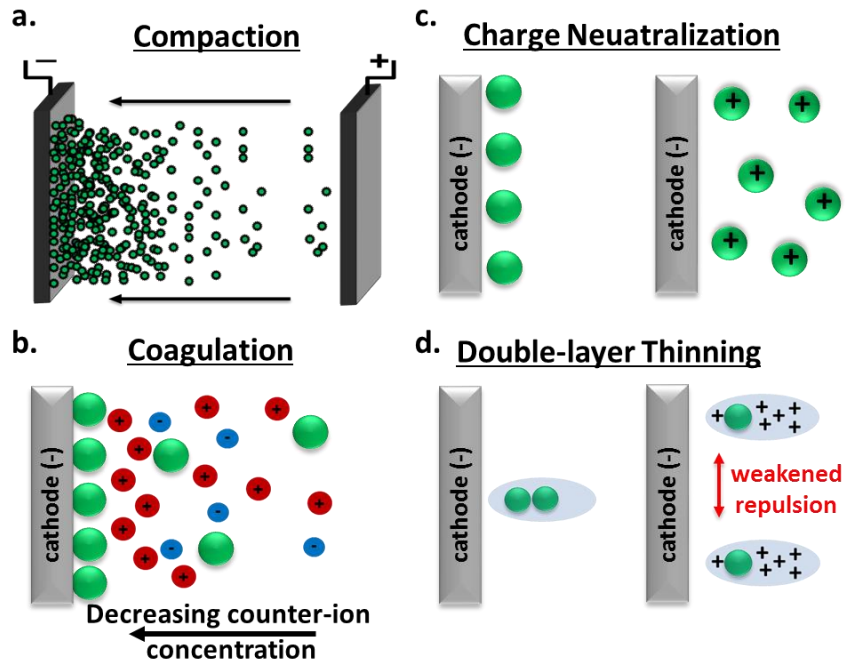 a.
Compaction
− +
b.
Coagulation
cathode (-)
+ + + - + - + + + + - + + - + - +
Decreasing counter-ion
concentration
c.
Charge Neuatralization
cathode (-)
cathode (-)
+ + + + + +
d.
Double-layer Thinning
cathode (-)
cathode (-)
+ + + + + + +
weakened
repulsion
+ + + + + + +